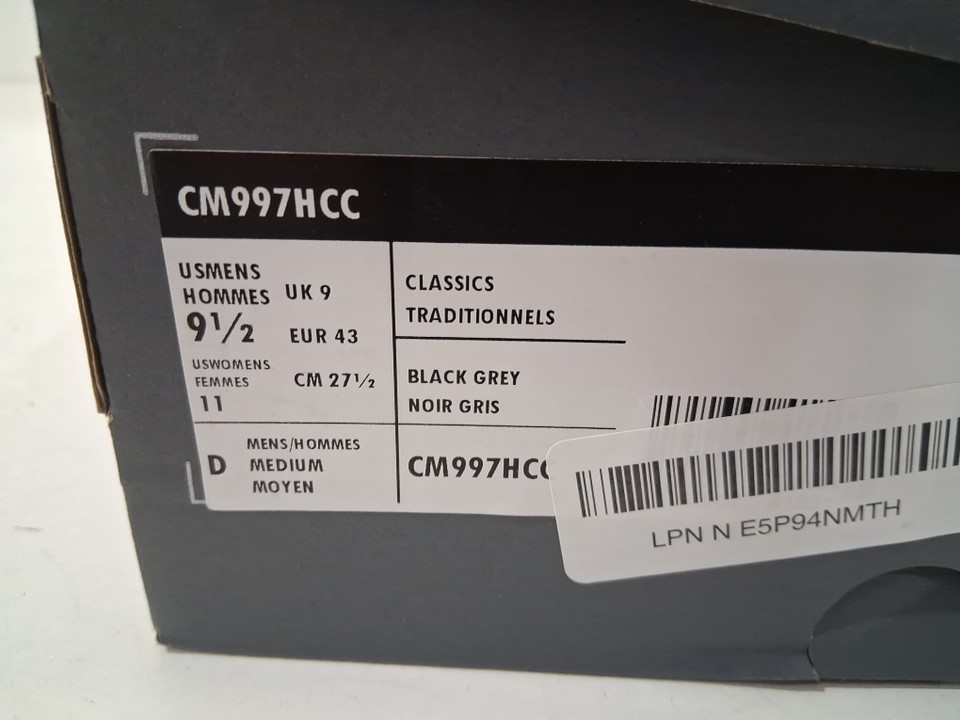 CM997HCC
USMENS
HOMMES
9½
UK 9
EUR 43
USWOMENS
FEMMES
11
CM 27½
CLASSICS
TRADITIONNELS
BLACK GREY
NOIR GRIS
D
MENS/HOMMES
MEDIUM
MOYEN
CM997HCC
LPN N E5P94NMTH